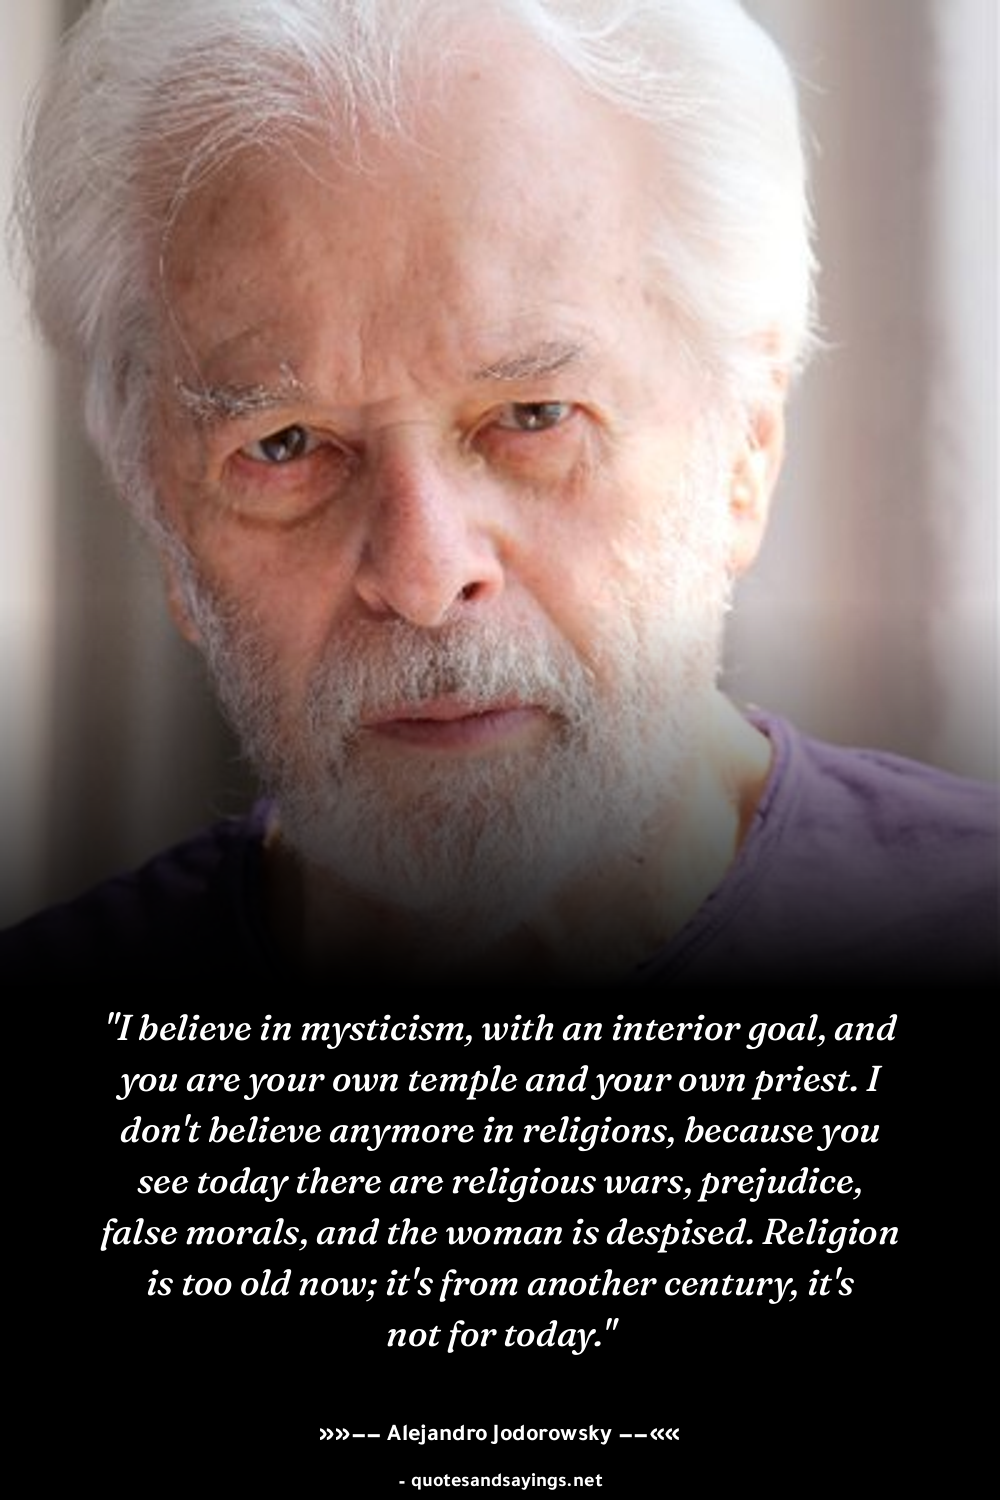 "I believe in mysticism, with an interior goal, and
you are your own temple and your own priest. I
don't believe anymore in religions, because you
see today there are religious wars, prejudice,
false morals, and the woman is despised. Religion
is too old now; it's from another century, it's
not for today."
»»−− Alejandro Jodorowsky −−««
- quotesandsayings.net